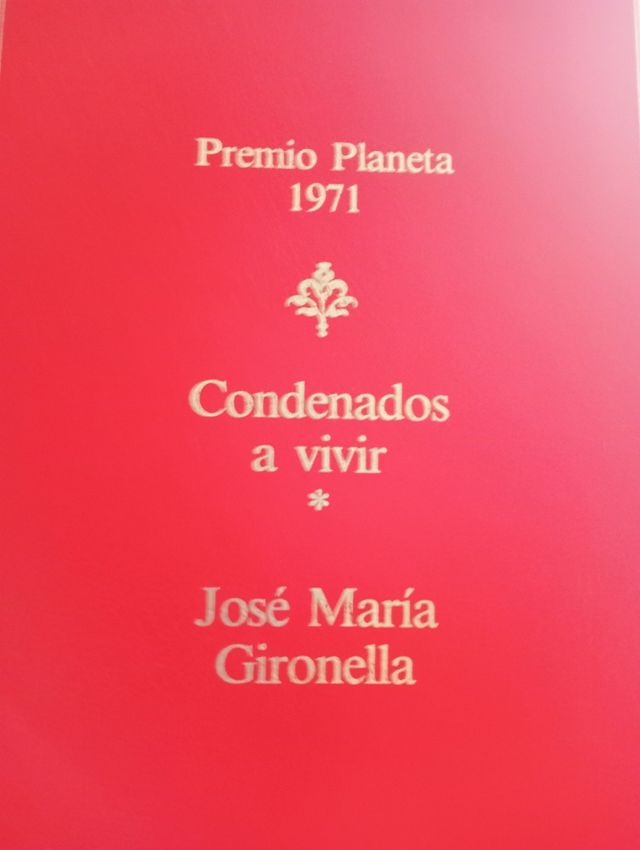 Premio Planeta
1971
Condenados
a vivir
*
José María
Gironella